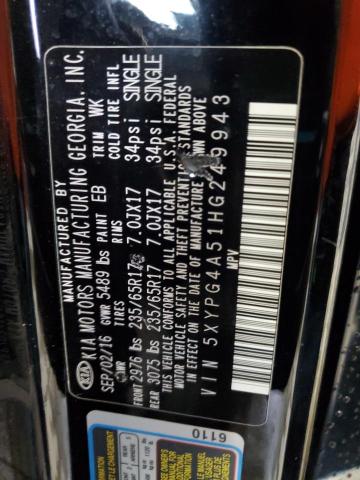 MANUFACTURED BY
KIA MOTORS MANUFACTURING GEORGIA, INC.
KIA
SEP/02/16 GVWR 5489 lbs PAINT EB TRIM WK
TIRES RIMS COLD TIRE INFL
FRONT 2976 lbs 235/65R17 7.0JX17 34psi SINGLE
REAR 3075 lbs 235/65R17 7.0JX17 34psi SINGLE
THIS VEHICLE CONFORMS TO ALL APPLICABLE U.S.A. FEDERAL
MOTOR VEHICLE SAFETY AND THEFT PREVENTION STANDARDS
IN EFFECT ON THE DATE OF MANUFACTURE SHOWN ABOVE
VIN 5XYPG4A51HG249943
MPV
6110